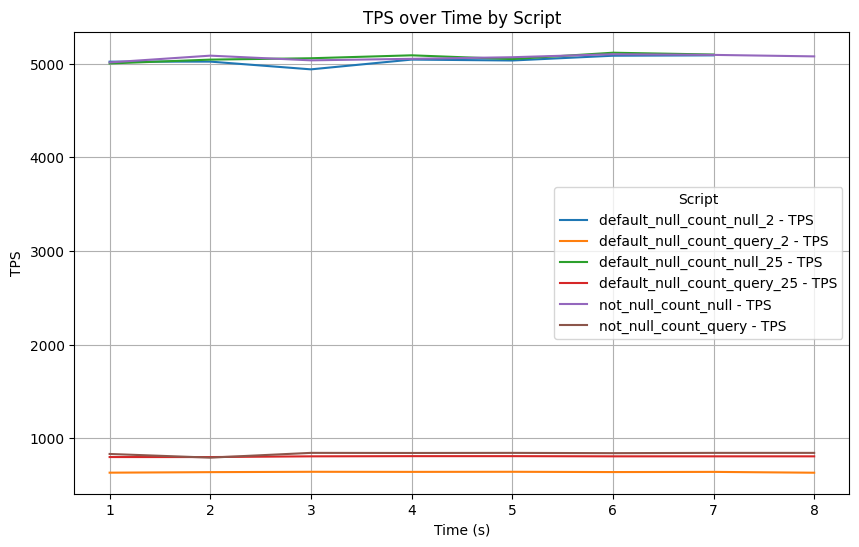 TPS over Time by Script
TPS
5000
4000
3000
2000
1000
Script
default_null_count_null_2 - TPS
default_null_count_query_2 - TPS
default_null_count_null_25 - TPS
default_null_count_query_25 - TPS
not_null_count_null - TPS
not_null_count_query - TPS
1 2 3 4 5 6 7 8
Time (s)